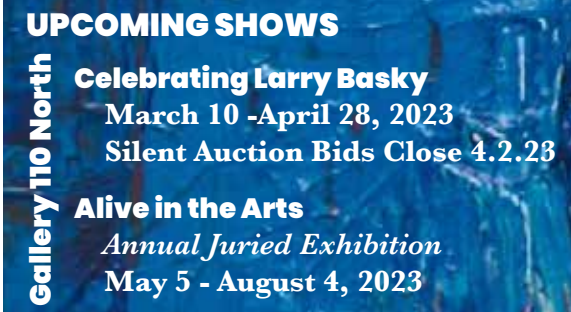 UPCOMING SHOWS
Gallery 110 North
Celebrating Larry Basky
March 10 -April 28, 2023
Silent Auction Bids Close 4.2.23
Alive in the Arts
Annual Juried Exhibition
May 5 - August 4, 2023